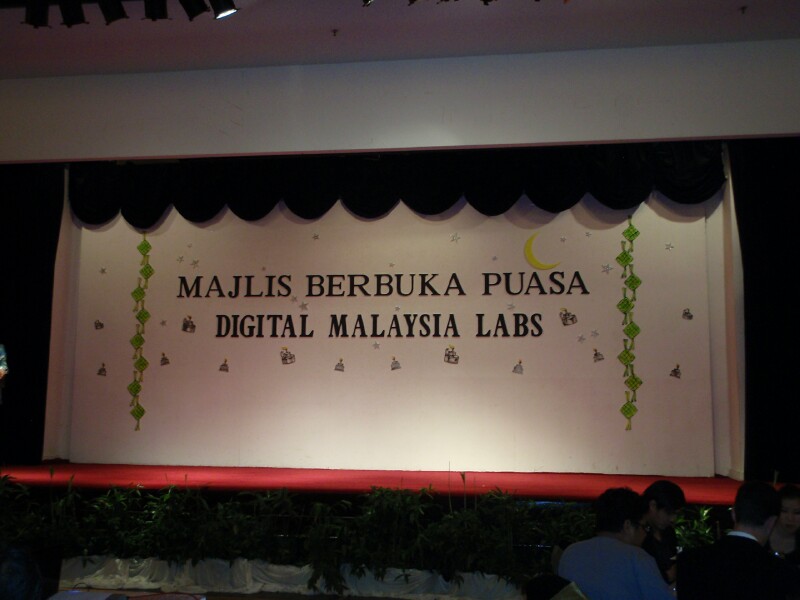 MAJLIS BERBUKA PUASA
DIGITAL MALAYSIA LABS